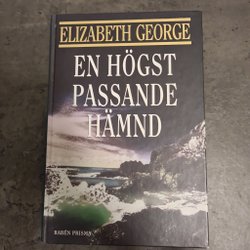 ELIZABETH GEORGE
EN HÖGST
PASSANDE
HÄMND
RABÉN PRISMA